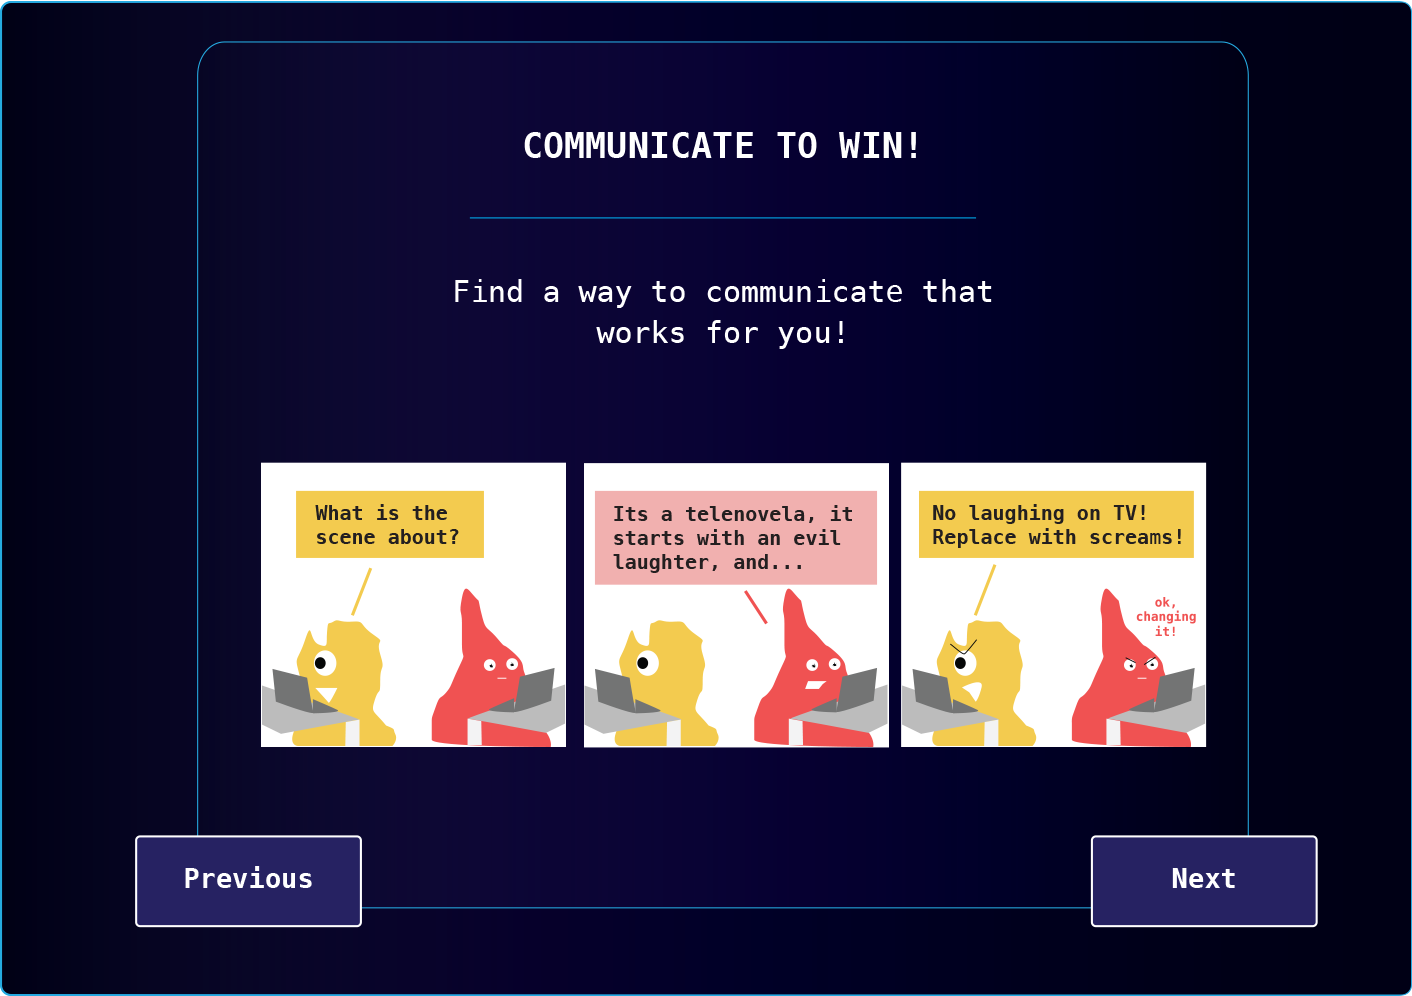 COMMUNICATE TO WIN!
Find a way to communicate that
works for you!
What is the
scene about?
Its a telenovela, it
starts with an evil
laughter, and...
No laughing on TV!
Replace with screams!
ok,
changing
it!
Previous
Next